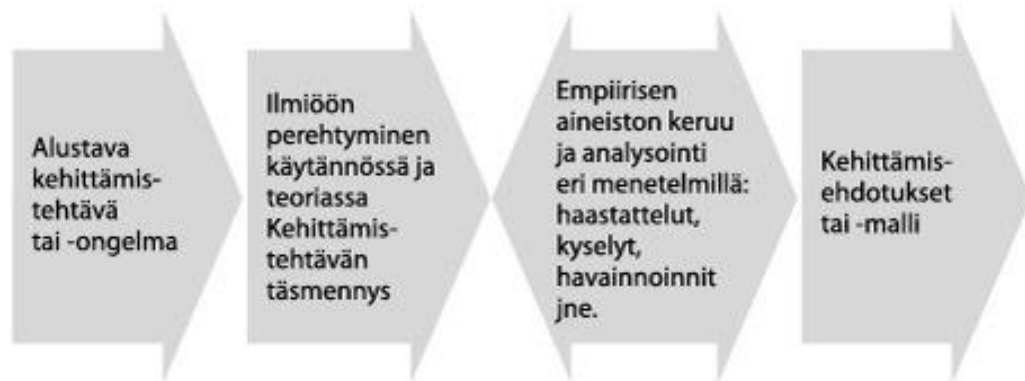 Alustava
kehittämis-
tehtävä
tai -ongelma
Ilmiöön
perehtyminen
käytännössä ja
teoriassa
Kehittämis-
tehtävän
täsmennys
Empiirisen
aineiston keruu
ja analysointi
eri menetelmillä:
haastattelut,
kyselyt,
havainnoinnit
jne.
Kehittämis-
ehdotukset
tai -malli